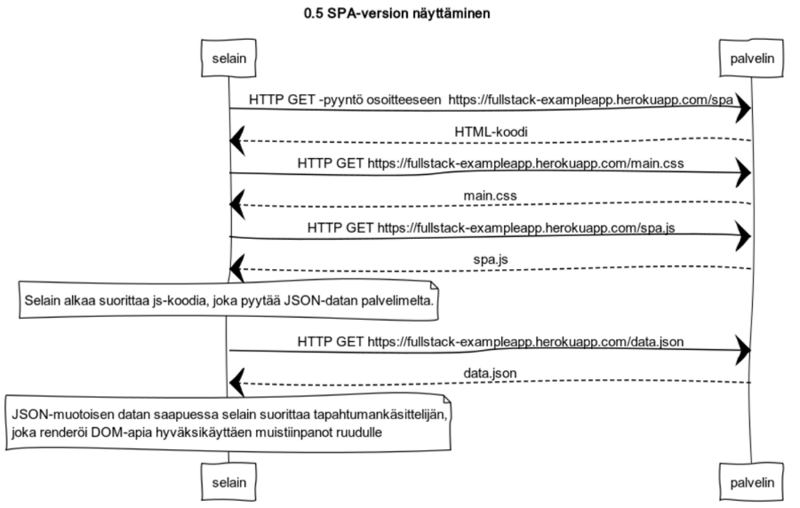 0.5 SPA-version näyttäminen
selain
palvelin
HTTP GET -pyyntö osoitteeseen https://fullstack-exampleapp.herokuapp.com/spa
HTML-koodi
HTTP GET https://fullstack-exampleapp.herokuapp.com/main.css
main.css
HTTP GET https://fullstack-exampleapp.herokuapp.com/spa.js
spa.js
Selain alkaa suorittaa js-koodia, joka pyytää JSON-datan palvelimelta.
HTTP GET https://fullstack-exampleapp.herokuapp.com/data.json
data.json
JSON-muotoisen datan saapuessa selain suorittaa tapahtumankäsittelijän,
joka renderöi DOM-apia hyväksikäyttäen muistiinpanot ruudulle
selain
palvelin